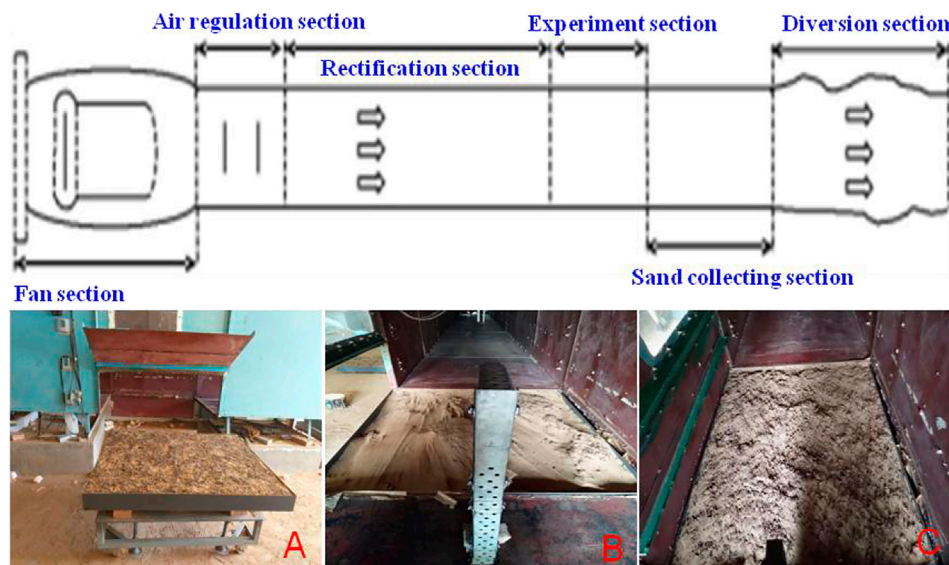 Air regulation section
Experiment section
Diversion section
Rectification section
Sand collecting section
Fan section
A
B
C